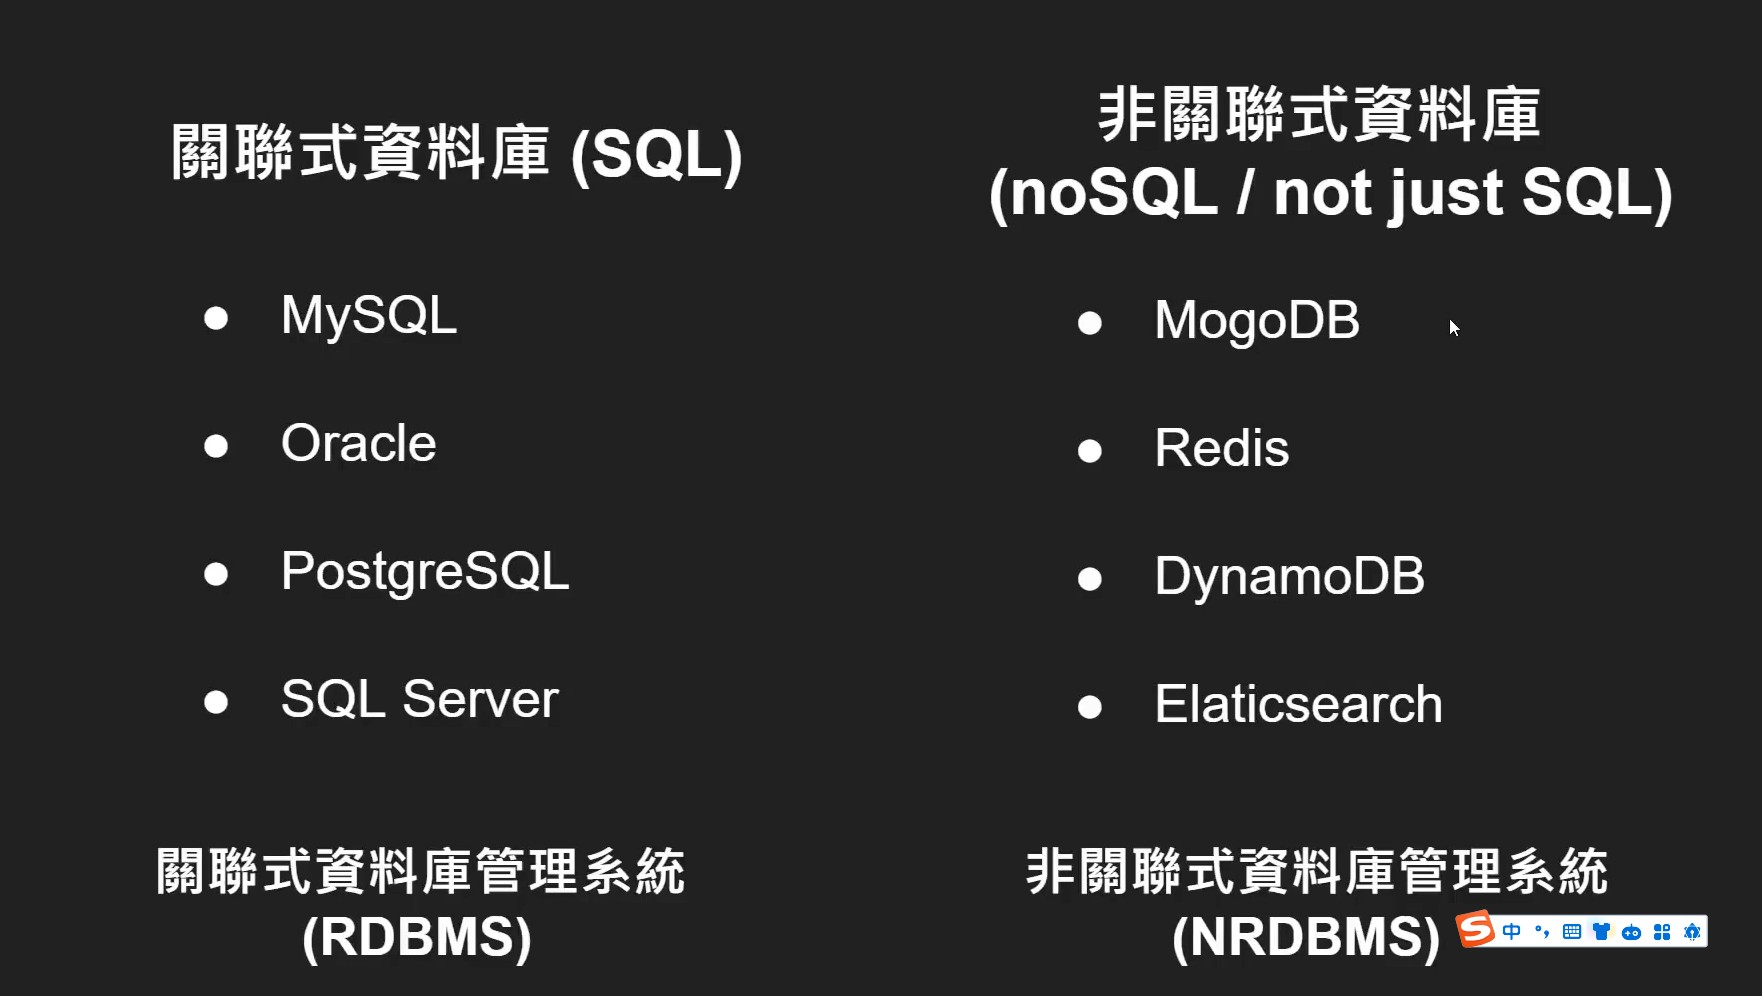 關聯式資料庫 (SQL)
MySQL
Oracle
PostgreSQL
SQL Server
關聯式資料庫管理系統
(RDBMS)
非關聯式資料庫
(noSQL / not just SQL)
MogoDB
Redis
DynamoDB
Elaticsearch
非關聯式資料庫管理系統
(NRDBMS)
S 中